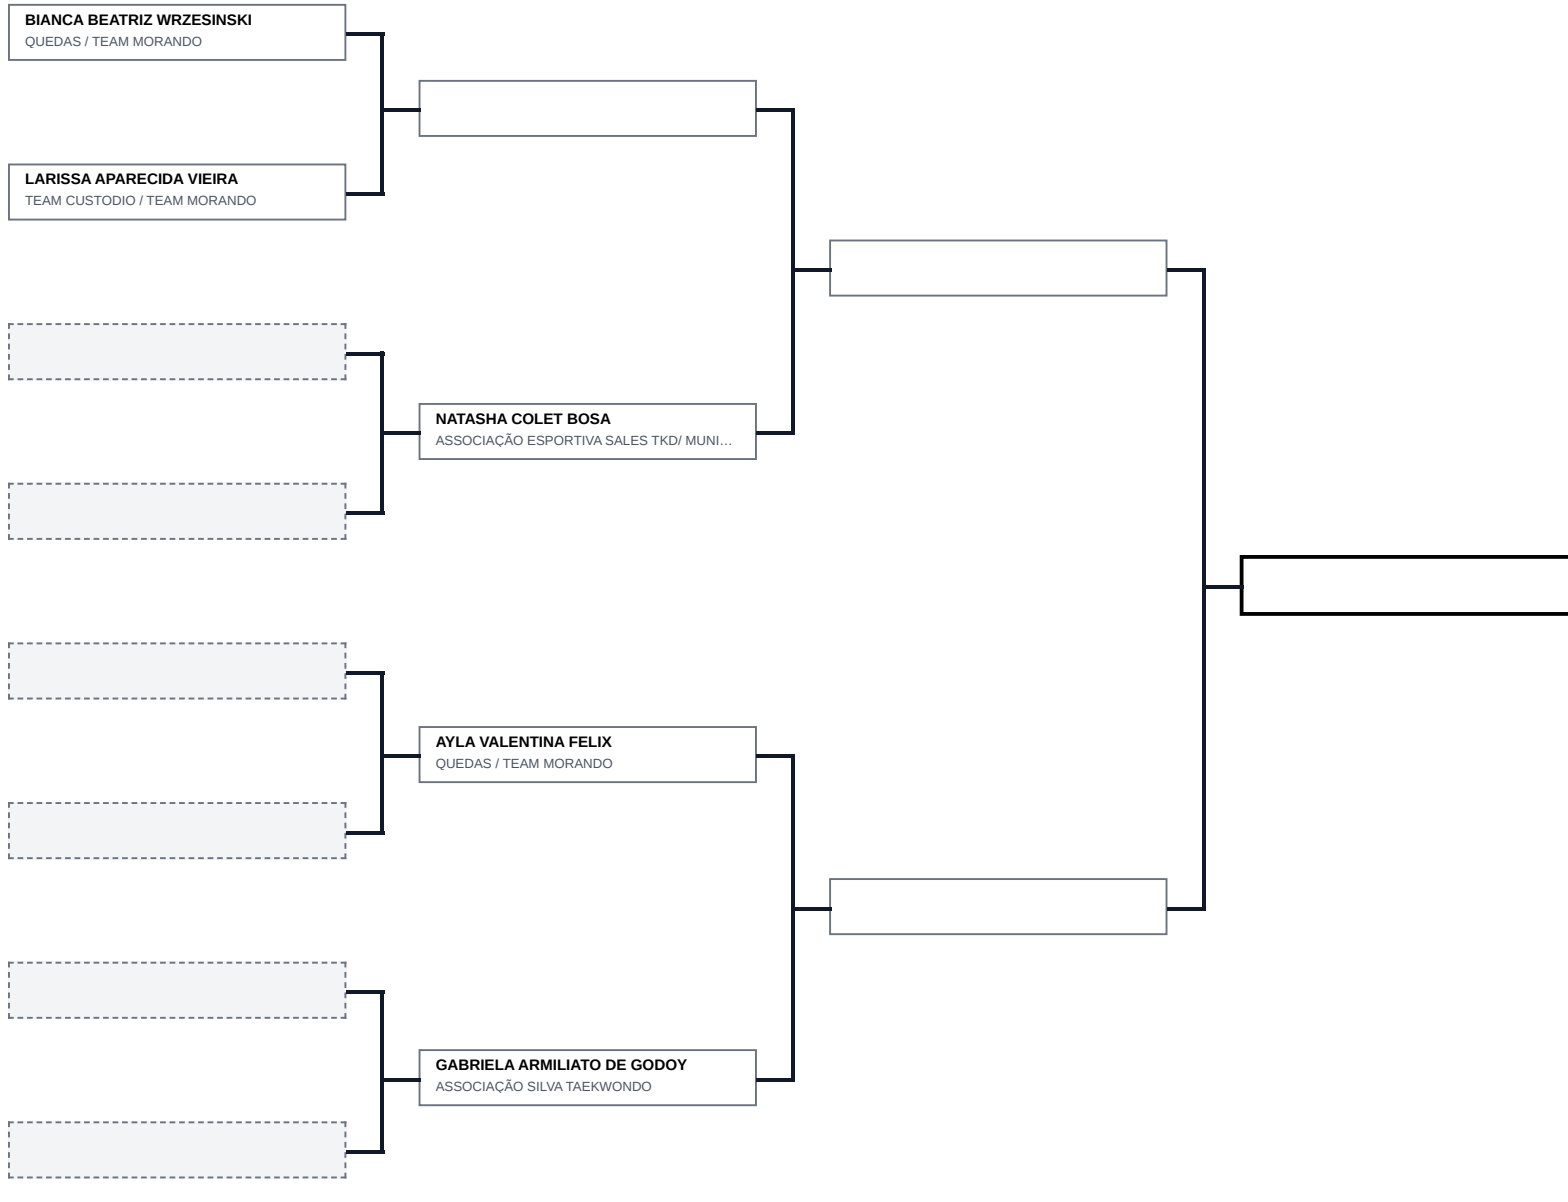 BIANCA BEATRIZ WRZESINSKI
QUEDAS / TEAM MORANDO
LARISSA APARECIDA VIEIRA
TEAM CUSTODIO / TEAM MORANDO
NATASHA COLET BOSA
ASSOCIAÇÃO ESPORTIVA SALES TKD/ MUNI...
AYLA VALENTINA FELIX
QUEDAS / TEAM MORANDO
GABRIELA ARMILIATO DE GODOY
ASSOCIAÇÃO SILVA TAEKWONDO